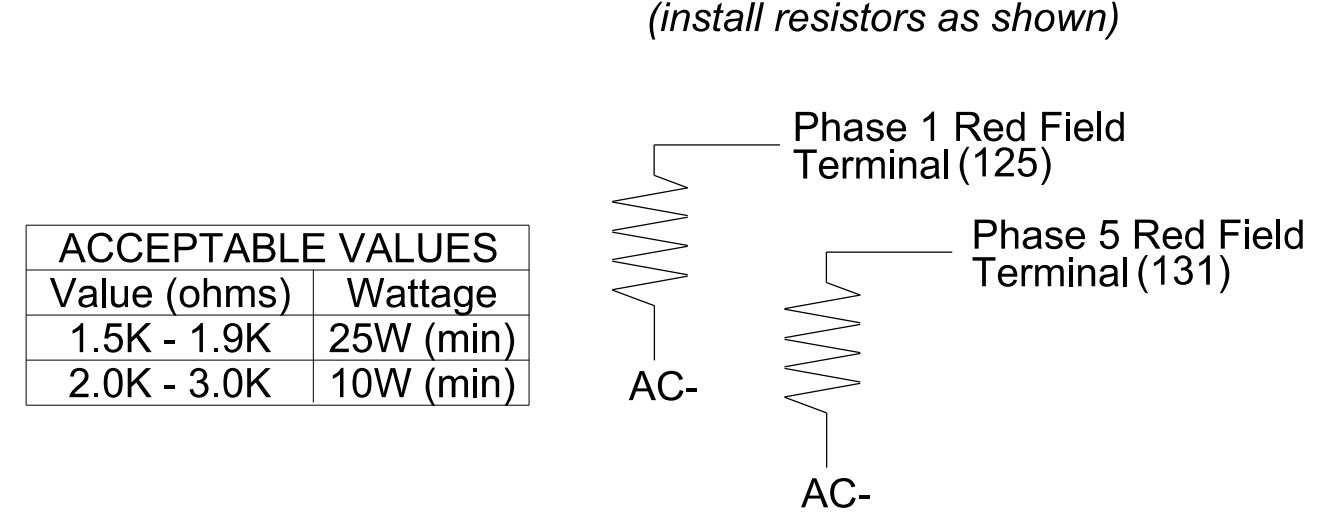 (install resistors as shown)
Phase 1 Red Field
Terminal (125)
Phase 5 Red Field
Terminal (131)
ACCEPTABLE VALUES
Value (ohms) Wattage
1.5K - 1.9K 25W (min)
2.0K - 3.0K 10W (min)
AC-
AC-